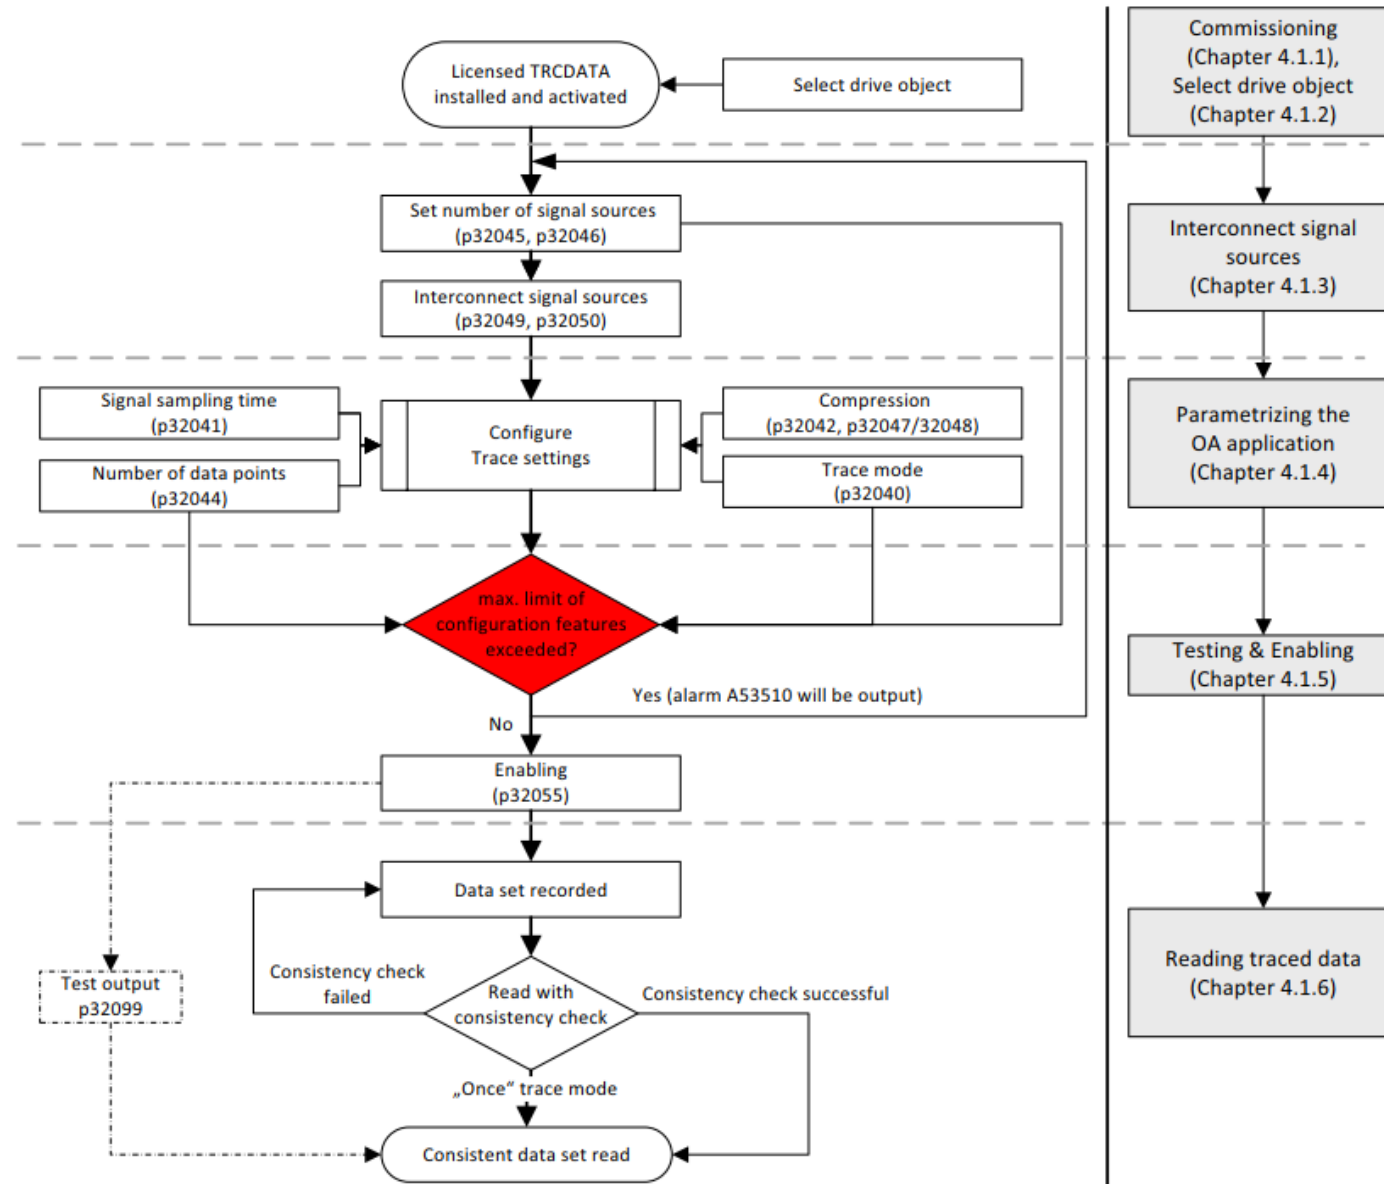 Licensed TRCDATA
installed and activated
Select drive object
Set number of signal sources
(p32045, p32046)
Interconnect signal sources
(p32049, p32050)
Signal sampling time
(p32041)
Number of data points
(p32044)
Configure
Trace settings
Compression
(p32042, p32047/32048)
Trace mode
(p32040)
max. limit of
configuration features
exceeded?
Yes (alarm A53510 will be output)
No
Enabling
(p32055)
Data set recorded
Consistency check
failed
Read with
consistency check
Consistency check successful
Test output
p32099
„Once“ trace mode
Consistent data set read
Commissioning
(Chapter 4.1.1),
Select drive object
(Chapter 4.1.2)
Interconnect signal
sources
(Chapter 4.1.3)
Parametrizing the
OA application
(Chapter 4.1.4)
Testing & Enabling
(Chapter 4.1.5)
Reading traced data
(Chapter 4.1.6)